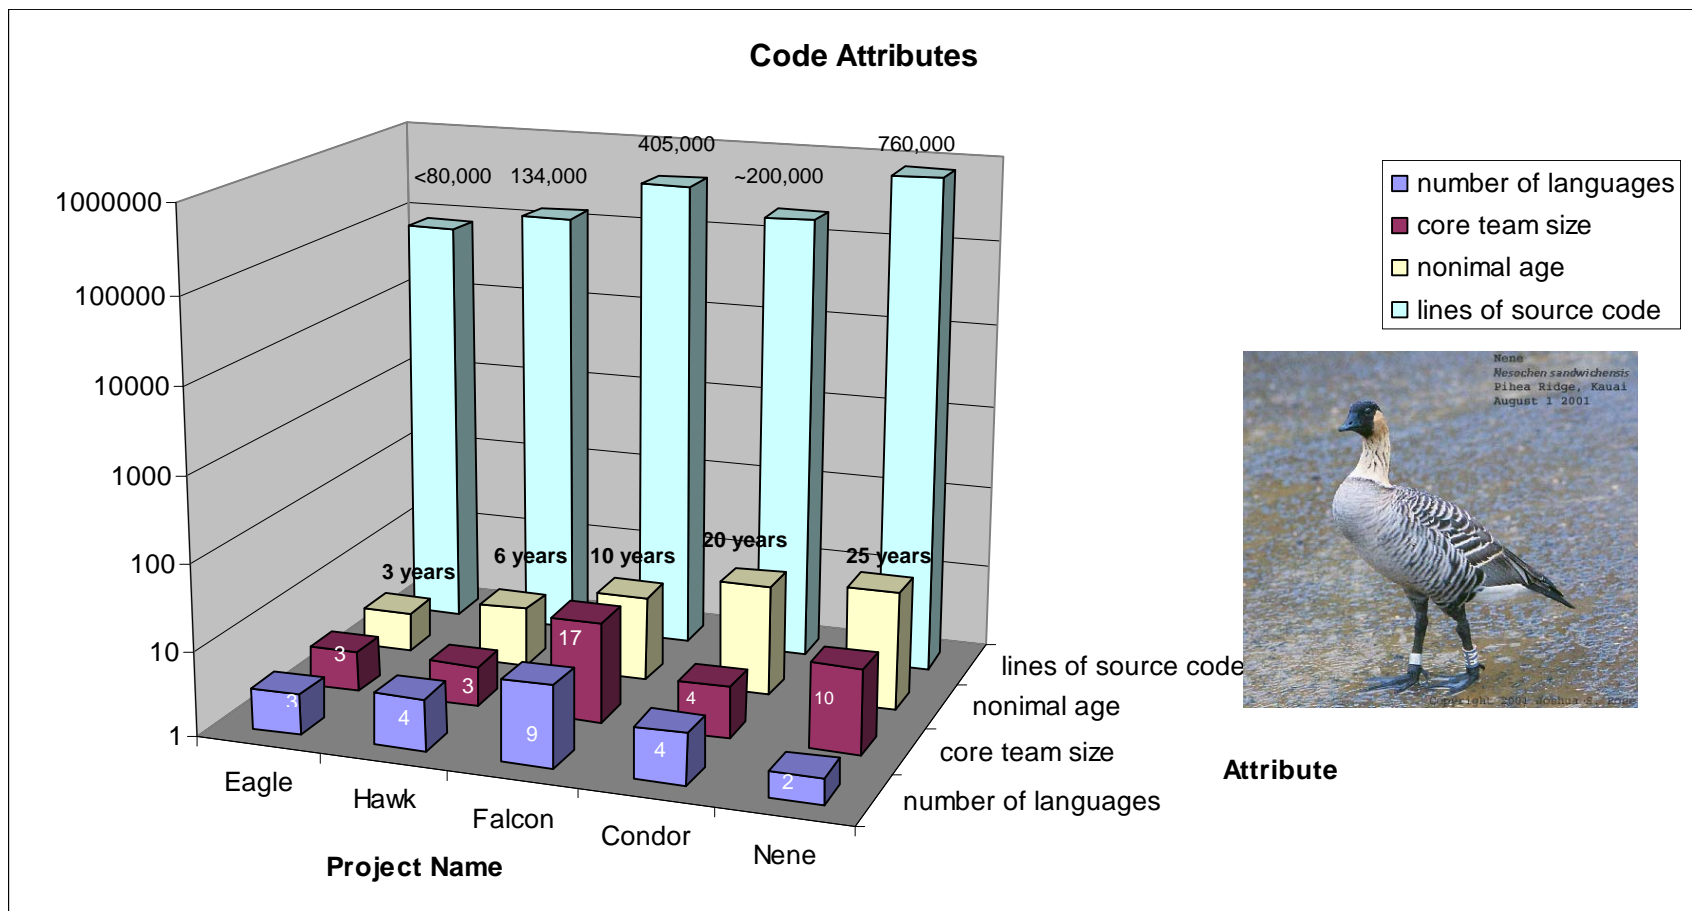 Code Attributes
405,000
760,000
<80,000
134,000
~200,000
1000000
100000
10000
1000
100
10
1
3 years
6 years
10 years
20 years
25 years
3
3
17
4
10
3
4
9
4
2
Eagle
Hawk
Falcon
Condor
Nene
Project Name
lines of source code
nonimal age
core team size
number of languages
Attribute
number of languages
core team size
nonimal age
lines of source code
Nene
Nesochen sandwichensis
Pihea Ridge, Kauai
August 1 2001
Copyright 2001 Joshua S.